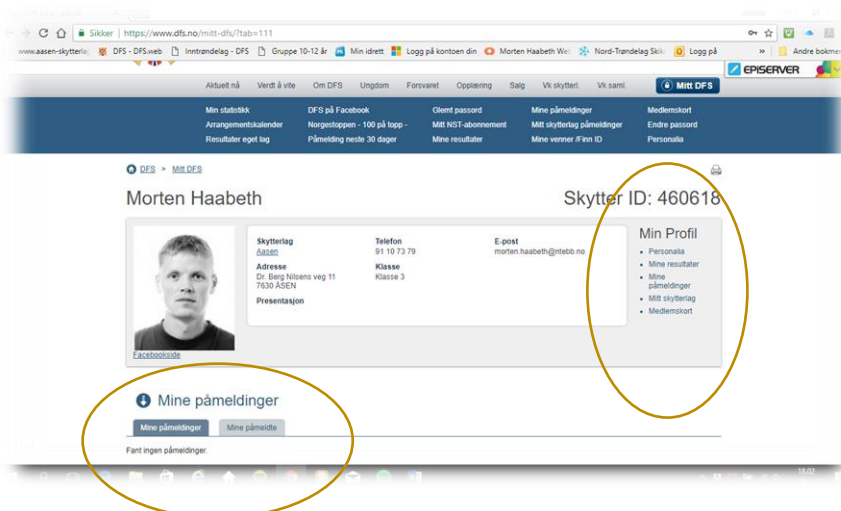 Sikker | https://www.dfs.no/mitt-dfs/?tab=111
www.aasen-skytterla DFS - DFS.web Inntrøndelag - DFS Gruppe 10-12 år Min idrett Logg på kontoen din Morten Haabeth We Nord-Trøndelag Skik Logg på » Andre bokmer
EPISERVER
Aktuelt nå Verdt å vite Om DFS Ungdom Forsvaret Opplæring Salg Vk skytterl. Vk saml. Mitt DFS
Min statistikk DFS på Facebook Glemt passord Mine påmeldinger Medlemskort
Arrangementskalender Norgestoppen - 100 på topp - Mitt NST-abonnement Mitt skytterlag påmeldinger Endre passord
Resultater eget lag Påmelding neste 30 dager Mine resultater Mine venner /Finn ID Personalia
DFS > Mitt DFS
Morten Haabeth Skytter ID: 460618
Skytterlag Telefon E-post
Aasen 91 10 73 79 morten.haabeth@ntebb.no
Adresse Klasse
Dr. Berg Nilsens veg 11 Klasse 3
7630 ÅSEN
Presentasjon
Min Profil
• Personalia
• Mine resultater
• Mine
påmeldinger
• Mitt skytterlag
• Medlemskort
Facebookside
Mine påmeldinger
Mine påmeldinger Mine påmeldte
Fant ingen påmeldinger.
18.02